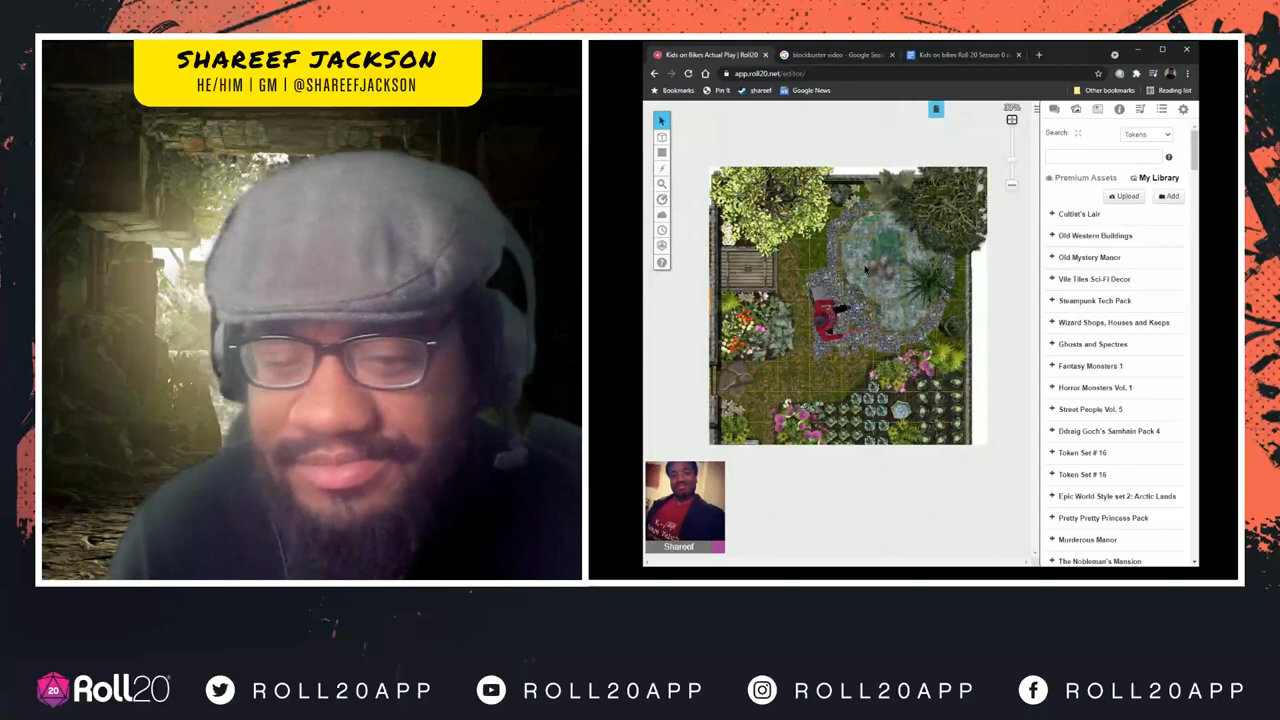 SHAREEF JACKSON
HE/HIM | GM | @SHAREEFJACKSON
Kids on Bikes Actual Play | Roll20
blockbuster video - Google Sea
Kids on bikes Roll 20 Session 0 o
app.roll20.net/editor/
Bookmarks
Pin It
shareef
Google News
Other bookmarks
Reading list
Search:
Tokens
Premium Assets
My Library
Upload
Add
Cultist's Lair
Old Western Buildings
Old Mystery Manor
Vile Tiles Sci-Fi Decor
Steampunk Tech Pack
Wizard Shops, Houses and Keeps
Ghosts and Spectres
Fantasy Monsters 1
Horror Monsters Vol. 1
Street People Vol. 5
Ddraig Goch's Samhain Pack 4
Token Set # 16
Token Set # 16
Epic World Style set 2: Arctic Lands
Pretty Pretty Princess Pack
Murderous Manor
The Nobleman's Mansion
Shareef
20 Roll20
ROLL20APP
ROLL20APP
ROLL20APP
ROLL20APP